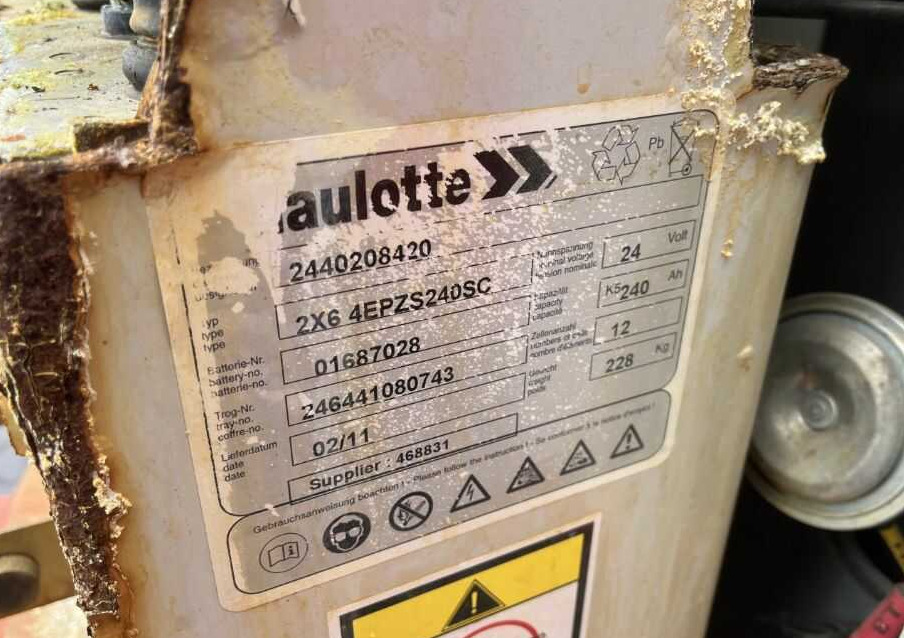 aulotte
Pb
2440208420
Nennspannung
nominal voltage
tension nominale
24 Volt
typ
type
type
2X6 4EPZS240SC
capacity
capacité
K5 240 Ah
Batterie-Nr.
battery-no.
batterie-no.
01687028
Zellenanzahl
numbers of cells
nombre d'éléments
12
Trog-Nr.
tray-no.
coffre-no.
246441080743
Gewicht
weight
poids
228 Kg
Lieferdatum
date
date
02/11
Supplier : 468831
Gebrauchsanweisung beachten ! - Please follow the instruction ! - Se conformer à la notice d'emploi !